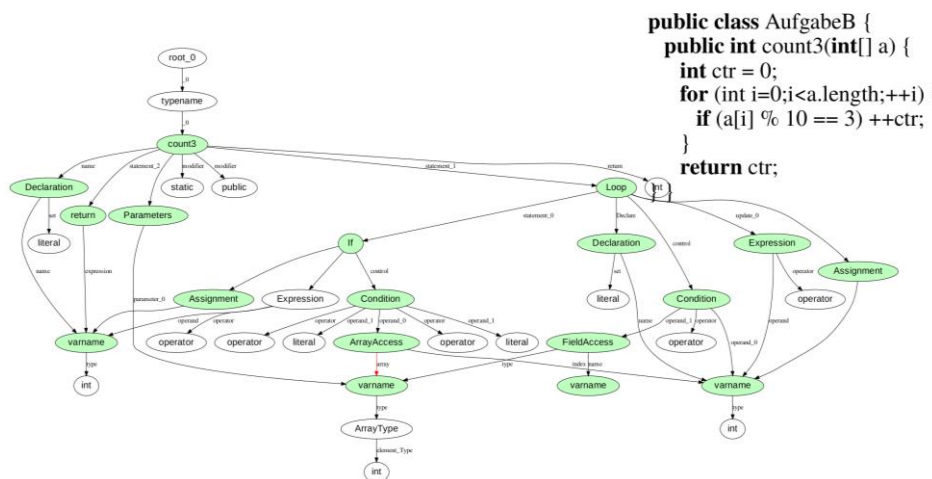 public class AufgabeB {
public int count3(int[] a) {
int ctr = 0;
for (int i=0;i<a.length;++i)
if (a[i] % 10 == 3) ++ctr;
}
return ctr;
} }
root_0
_0
typename
_0
count3
name statement_2 modifier modifier statement_1 return
Declaration return Parameters static public Loop int
set statement_0 Declare control update_0
literal If Declaration Expression
name expression control set operator Assignment
parameter_0 Assignment Expression Condition literal name Condition operator
operand operator operator operand_1 operand_0 operator operand_1 operand_1 operator operand_0 operand
varname operator operator literal ArrayAccess operator literal FieldAccess operator
type array type index name
int varname varname varname
type type
ArrayType int
element_Type
int